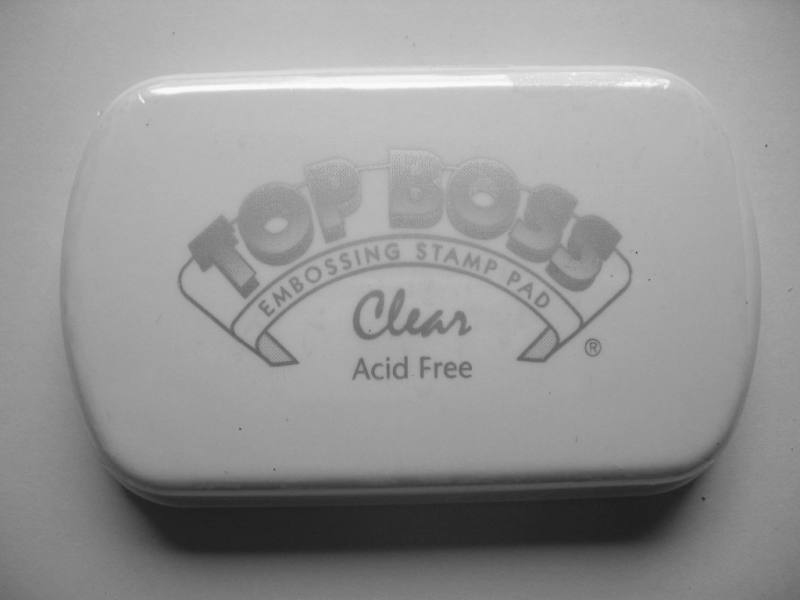 TOP BOSS
EMBOSSING STAMP PAD
Clear
®
Acid Free